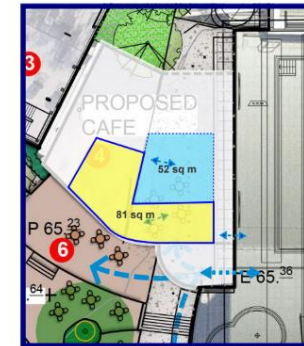 3
PROPOSED
CAFE
4
52 sq m
81 sq m
P 65.23
6
E 65.36
64